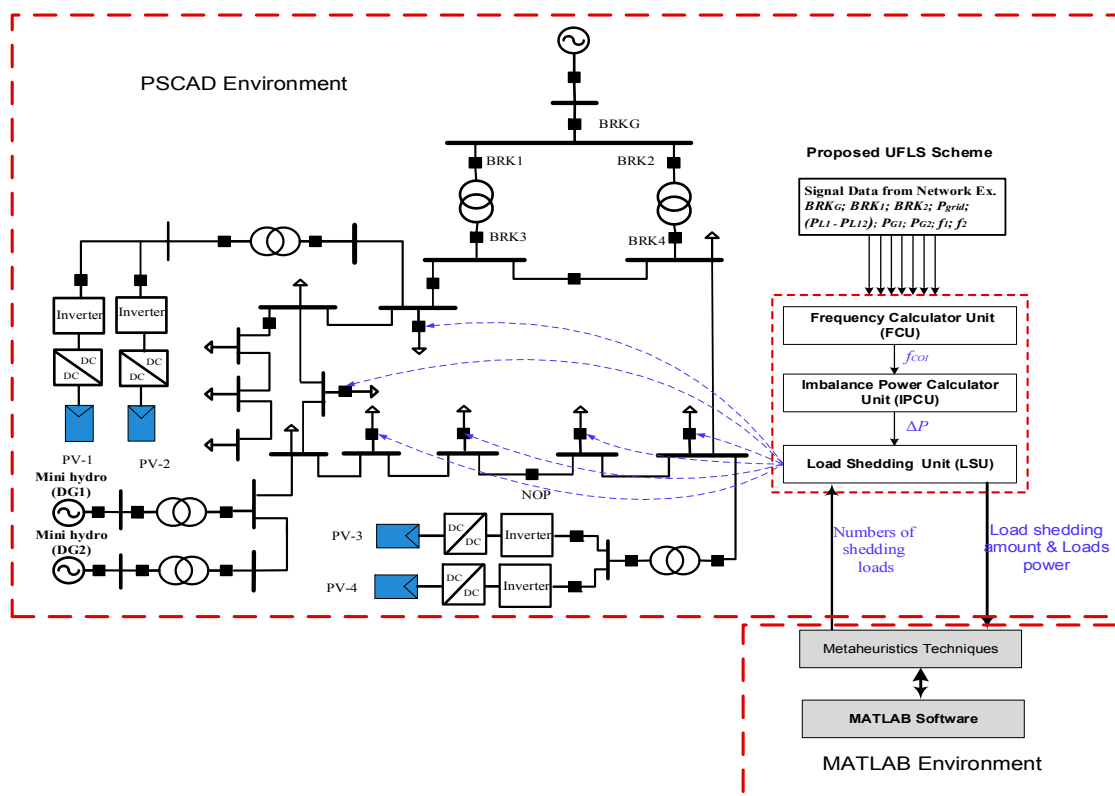 PSCAD Environment
BRKG
BRK1
BRK2
BRK3
BRK4
Proposed UFLS Scheme
Signal Data from Network Ex.
BRKG; BRK1; BRK2; Pgrid;
(PL1 - PL12); PG1; PG2; f1; f2
Frequency Calculator Unit
(FCU)
fCOI
Imbalance Power Calculator
Unit (IPCU)
ΔP
Load Shedding Unit (LSU)
Inverter
Inverter
DC
DC
DC
DC
PV-1
PV-2
Mini hydro
(DG1)
Mini hydro
(DG2)
NOP
PV-3
DC
DC
Inverter
PV-4
DC
DC
Inverter
Numbers of
shedding
loads
Load shedding
amount & Loads
power
Metaheuristics Techniques
MATLAB Software
MATLAB Environment